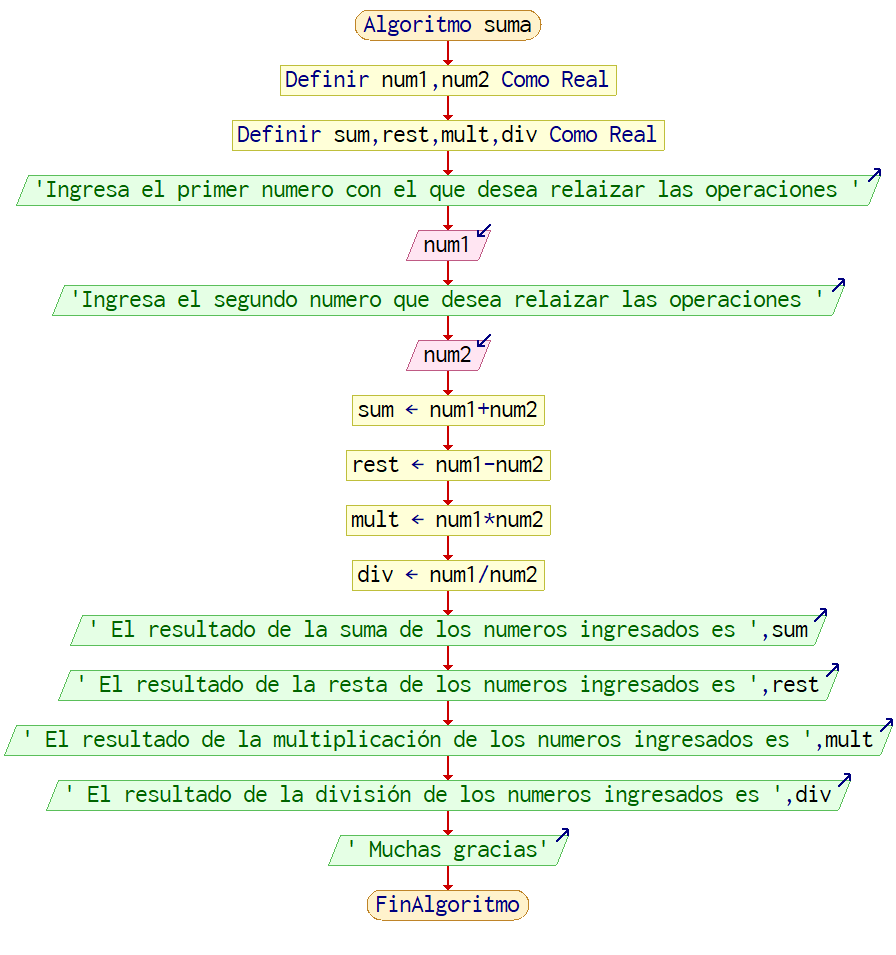 Algoritmo suma
Definir num1,num2 Como Real
Definir sum,rest,mult,div Como Real
'Ingresa el primer numero con el que desea relaizar las operaciones '
num1
'Ingresa el segundo numero que desea relaizar las operaciones '
num2
sum ← num1+num2
rest ← num1-num2
mult ← num1*num2
div ← num1/num2
' El resultado de la suma de los numeros ingresados es ',sum
' El resultado de la resta de los numeros ingresados es ',rest
' El resultado de la multiplicación de los numeros ingresados es ',mult
' El resultado de la división de los numeros ingresados es ',div
' Muchas gracias'
FinAlgoritmo